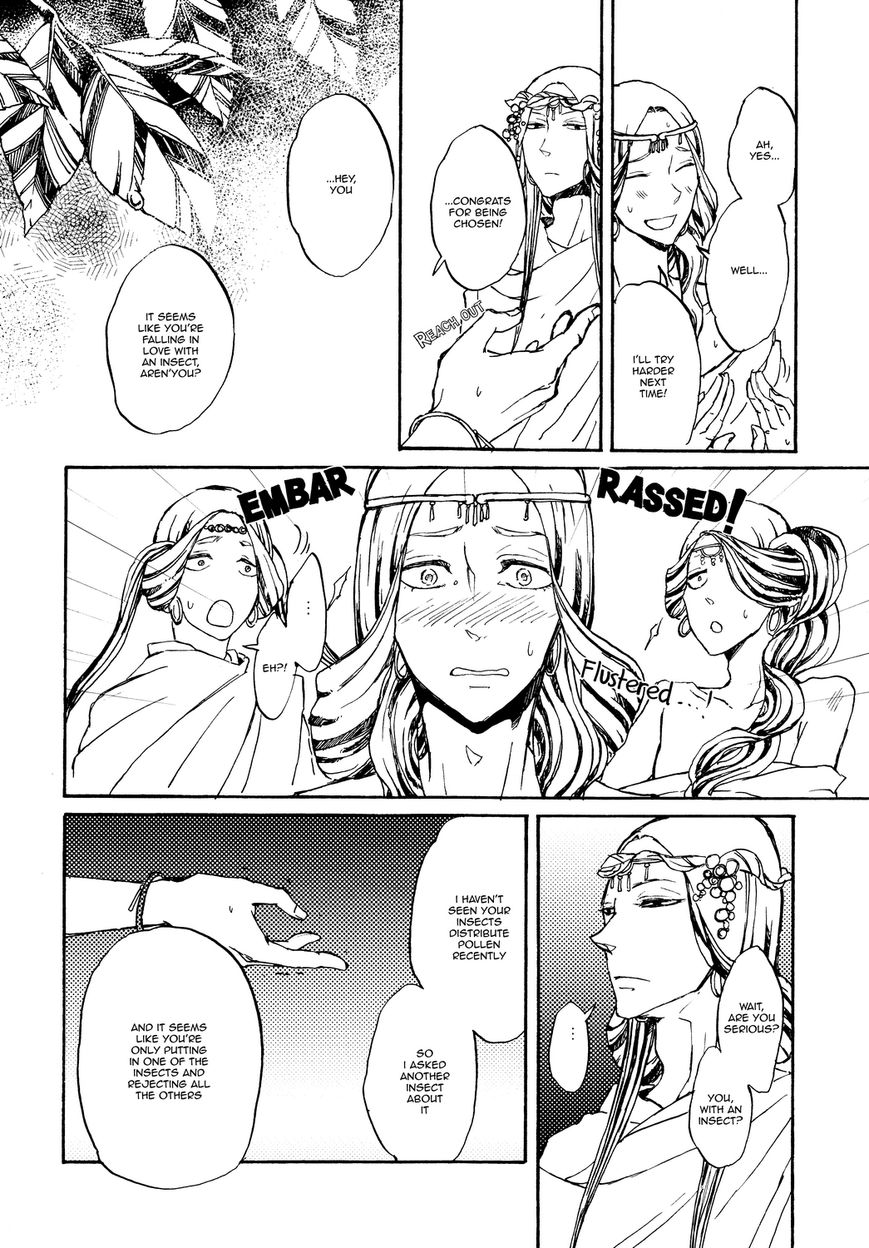 AH,
YES...
WELL...
I'LL TRY
HARDER
NEXT
TIME!
...CONGRATS
FOR BEING
CHOSEN!
REACH OUT
...HEY,
YOU
IT SEEMS
LIKE YOU'RE
FALLING IN
LOVE WITH
AN INSECT,
AREN'YOU?
EMBAR
RASSED!
Flustered...!
...
EH?!
WAIT,
ARE YOU
SERIOUS?
YOU,
WITH AN
INSECT?
...
I HAVEN'T
SEEN YOUR
INSECTS
DISTRIBUTE
POLLEN
RECENTLY
SO
I ASKED
ANOTHER
INSECT
ABOUT
IT
AND IT SEEMS
LIKE YOU'RE
ONLY PUTTING
IN ONE OF THE
INSECTS AND
REJECTING ALL
THE OTHERS